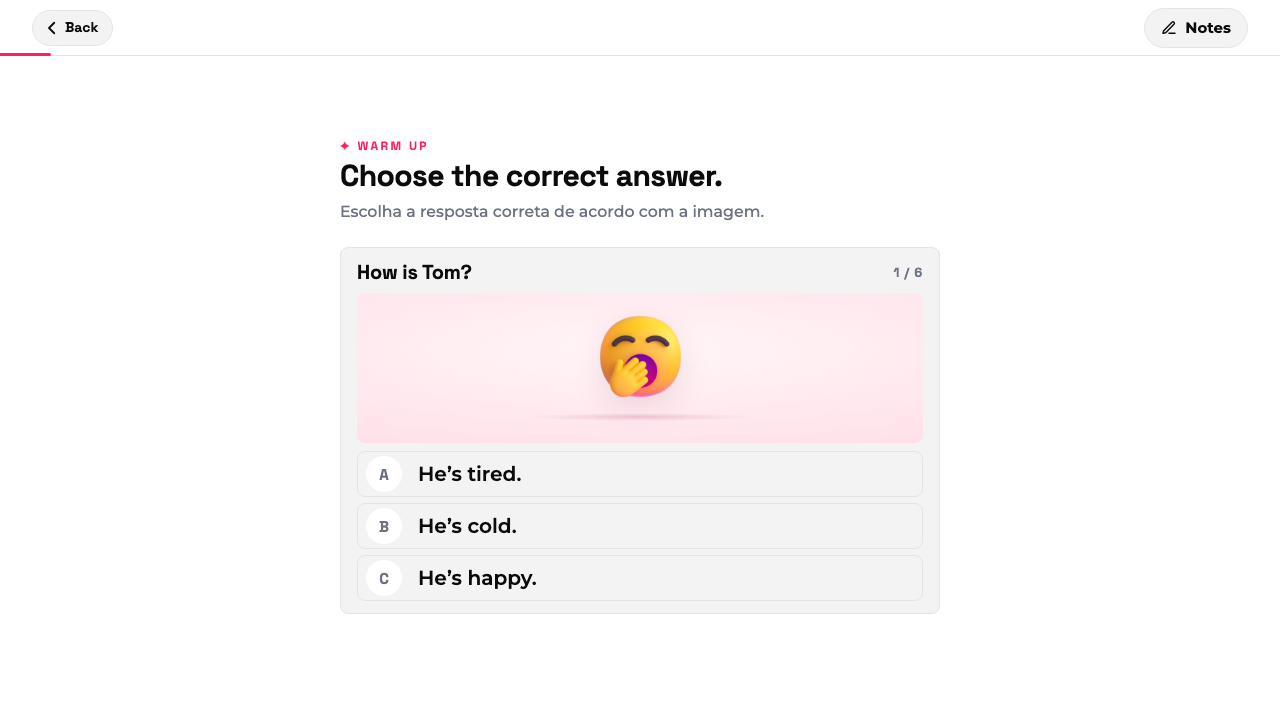 Back
Notes
✦ WARM UP
Choose the correct answer.
Escolha a resposta correta de acordo com a imagem.
How is Tom?
1 / 6
A He’s tired.
B He’s cold.
C He’s happy.